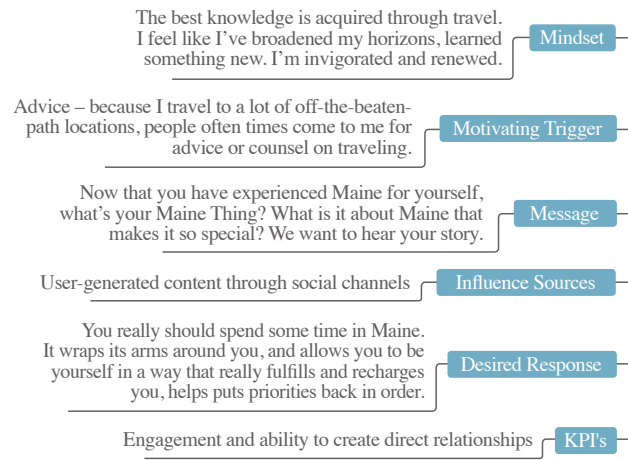 The best knowledge is acquired through travel.
I feel like I've broadened my horizons, learned
something new. I'm invigorated and renewed.
Mindset
Advice – because I travel to a lot of off-the-beaten-
path locations, people often times come to me for
advice or counsel on traveling.
Motivating Trigger
Now that you have experienced Maine for yourself,
what's your Maine Thing? What is it about Maine that
makes it so special? We want to hear your story.
Message
User-generated content through social channels
Influence Sources
You really should spend some time in Maine.
It wraps its arms around you, and allows you to be
yourself in a way that really fulfills and recharges
you, helps puts priorities back in order.
Desired Response
Engagement and ability to create direct relationships
KPI's